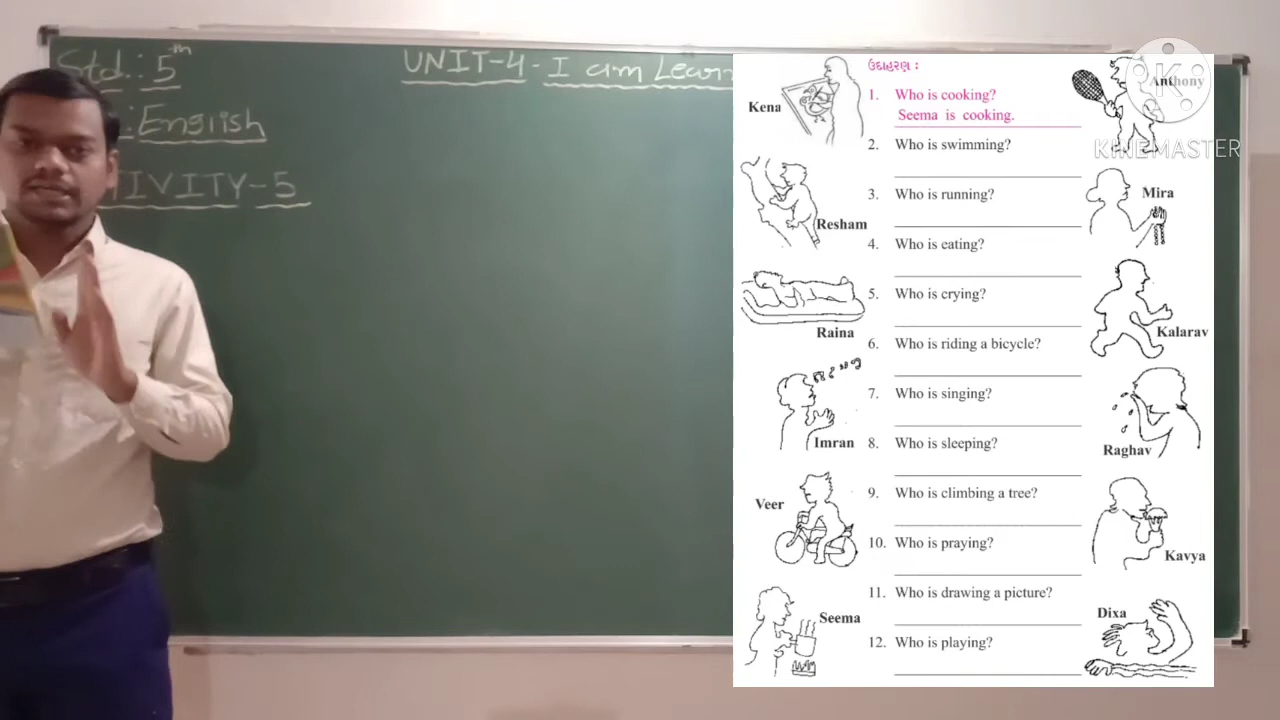 Std.: 5th
UNIT-4 - I am Learn
: English
TIVITY-5
ઉદાહરણ :
Kena
Anthony
1. Who is cooking?
Seema is cooking.
KINEMASTER
2. Who is swimming?
3. Who is running?
Mira
Resham
4. Who is eating?
5. Who is crying?
Raina
Kalarav
6. Who is riding a bicycle?
7. Who is singing?
Imran
8. Who is sleeping?
Raghav
9. Who is climbing a tree?
Veer
10. Who is praying?
Kavya
11. Who is drawing a picture?
Seema
Dixa
12. Who is playing?